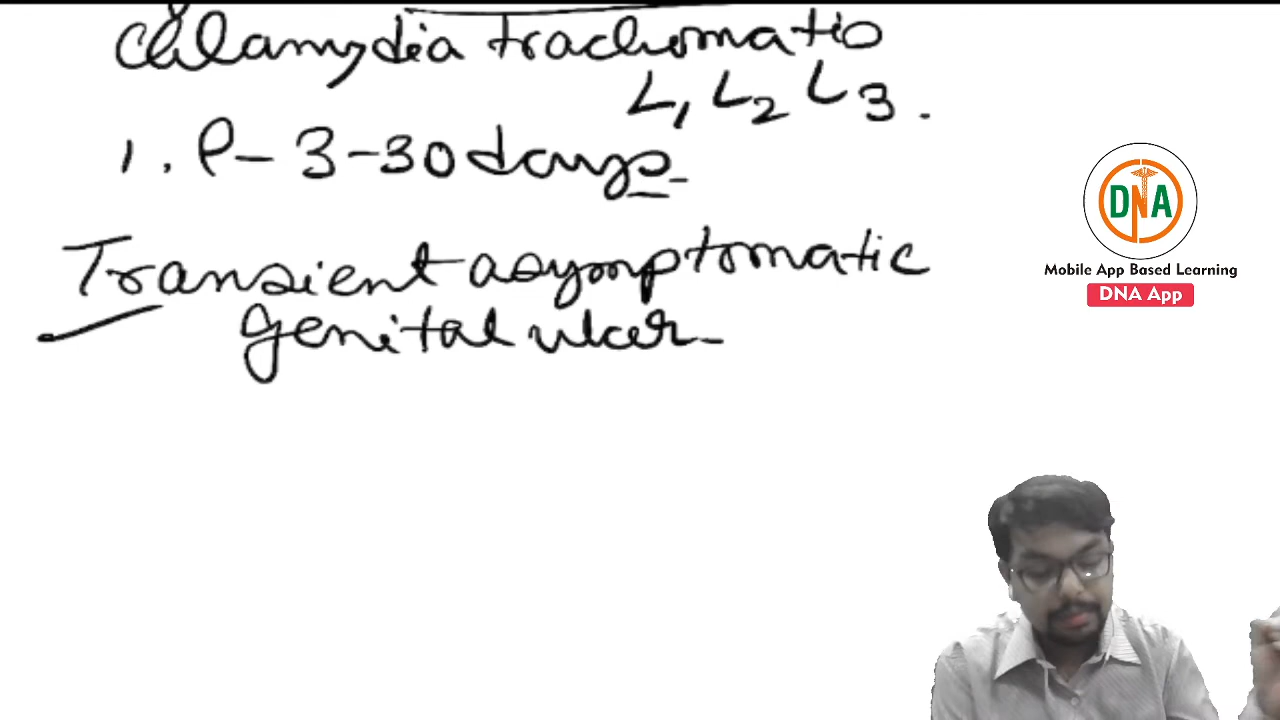 Chlamydia trachomatis
L1 L2 L3.
I.P- 3-30 days.
Transient asymptomatic
genital ulcer.
DNA
Mobile App Based Learning
DNA App